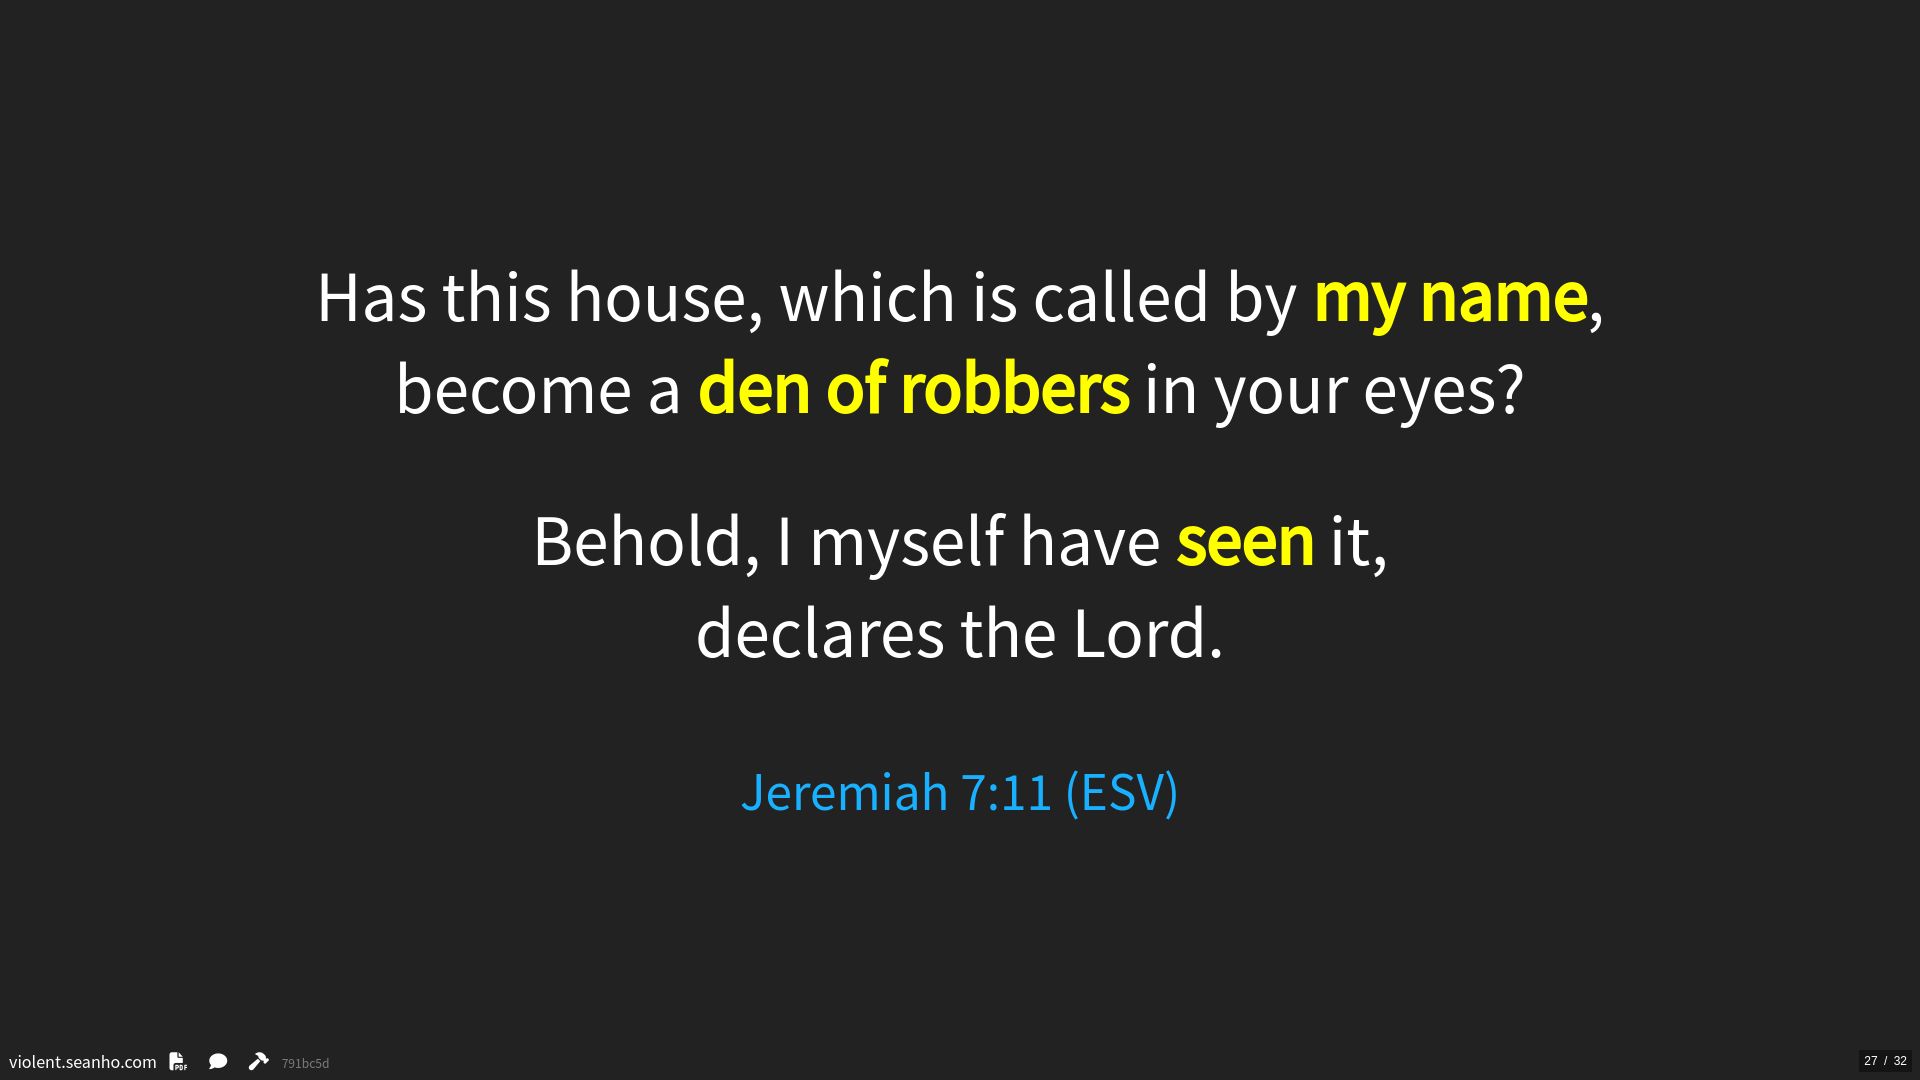 Has this house, which is called by my name,
become a den of robbers in your eyes?
Behold, I myself have seen it,
declares the Lord.
Jeremiah 7:11 (ESV)
violent.seanho.com PDF 791bc5d
27 / 32